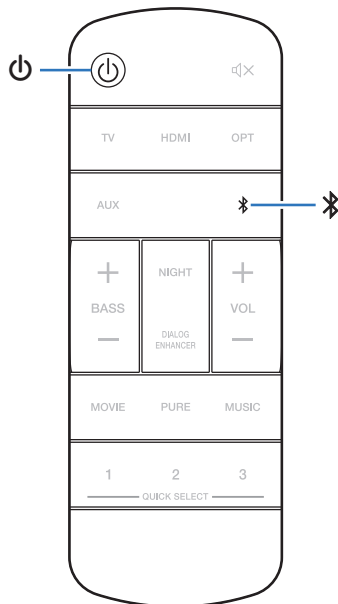 TV HDMI OPT
AUX
BASS
NIGHT
DIALOG
ENHANCER
VOL
MOVIE PURE MUSIC
1 2 3
QUICK SELECT